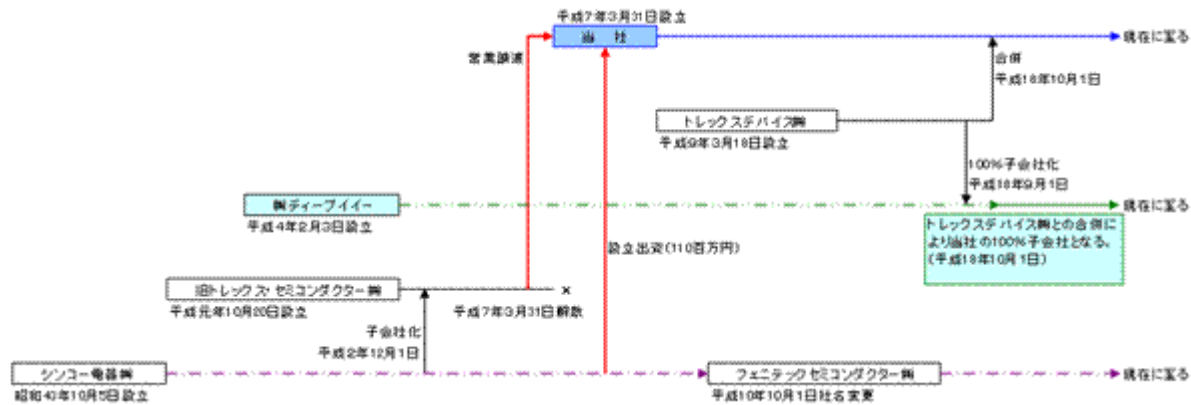 平成7年3月31日設立
当　社
現在に至る
営業譲渡
合併
平成18年10月1日
トレックスデバイス㈱
平成9年3月18日設立
100%子会社化
平成18年9月1日
㈱ディーブイイー
現在に至る
平成4年2月3日設立
トレックスデバイス㈱との合併に
より当社の100%子会社となる。
(平成18年10月1日)
設立出資(110百万円)
旧トレックス・セミコンダクター㈱
×
平成元年10月20日設立
平成7年3月31日解散
子会社化
平成2年12月1日
シンコー電器㈱
フェニテックセミコンダクター㈱
現在に至る
昭和43年10月5日設立
平成10年10月1日社名変更